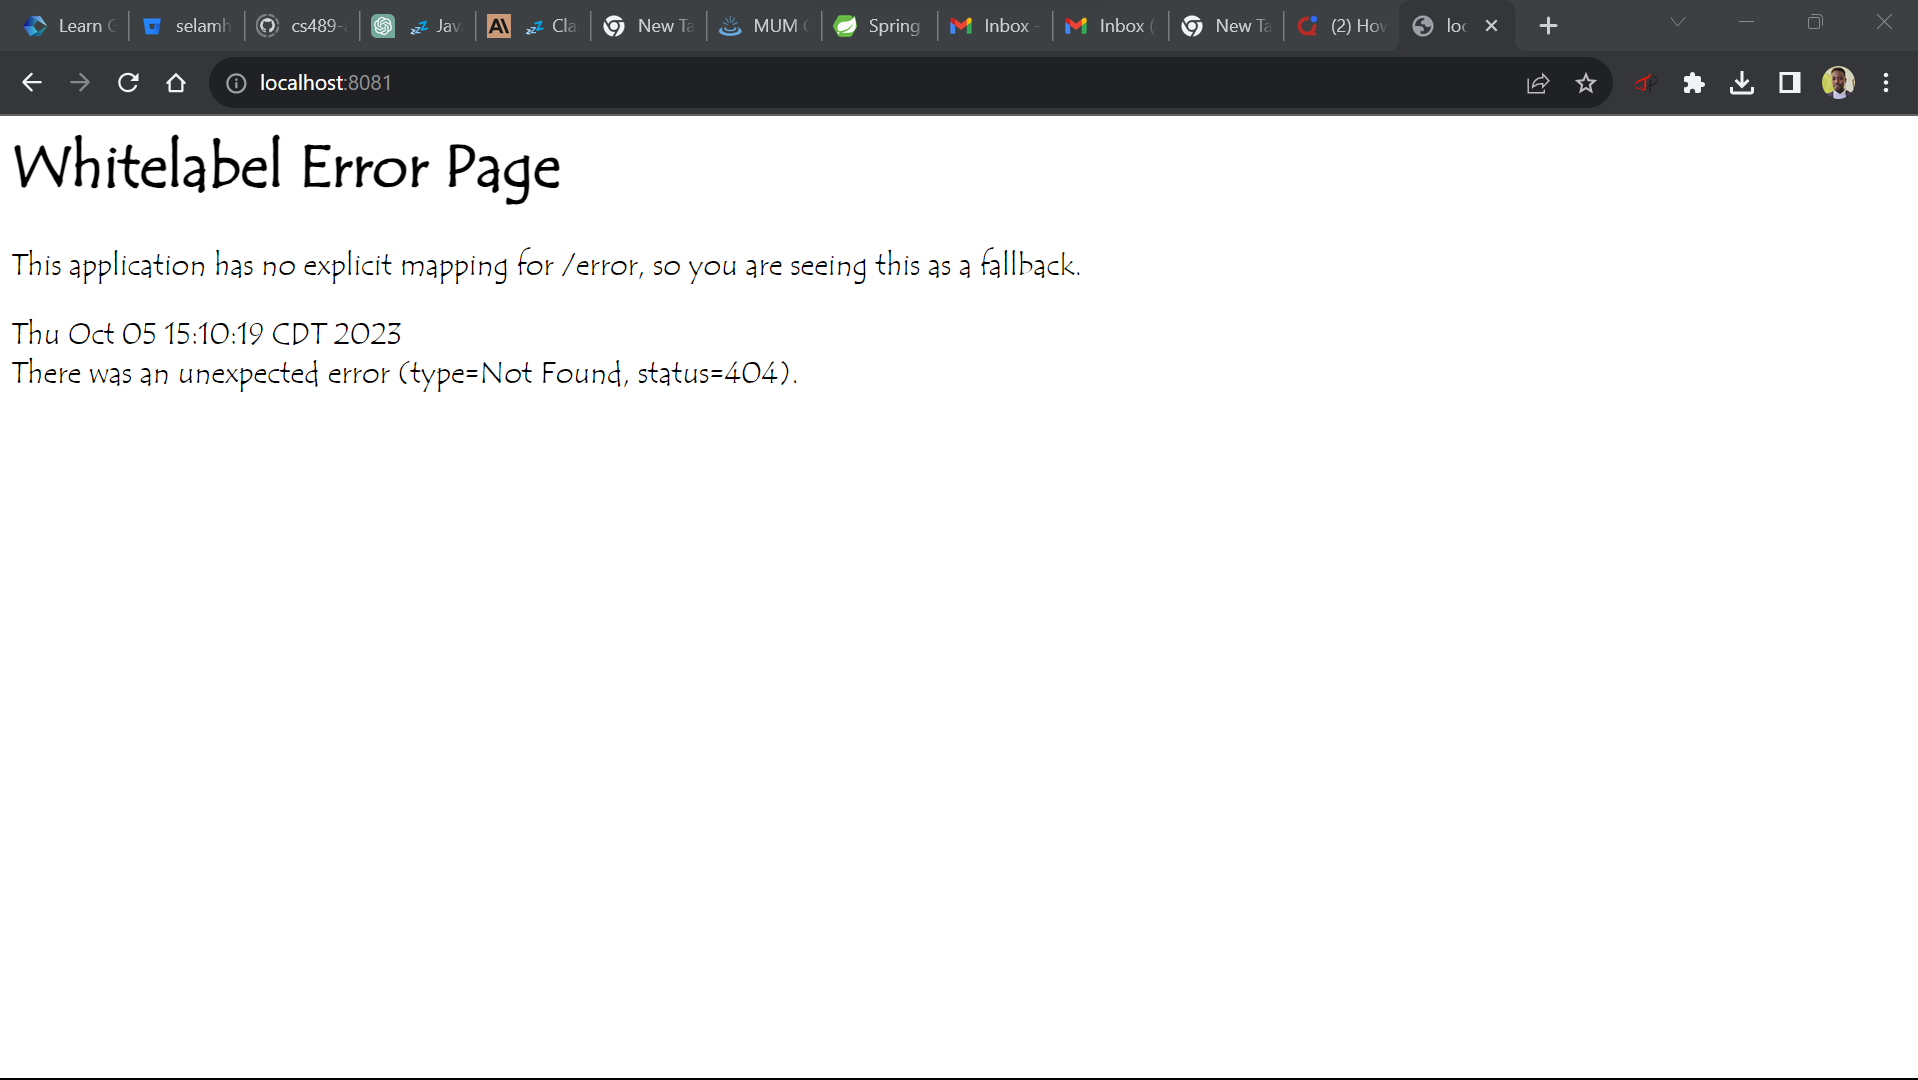 Learn
selamh
cs489-
Jav
Cla
New Ta
MUM
Spring
Inbox -
Inbox (
New Ta
(2) How
loc
localhost:8081
Whitelabel Error Page
This application has no explicit mapping for /error, so you are seeing this as a fallback.
Thu Oct 05 15:10:19 CDT 2023
There was an unexpected error (type=Not Found, status=404).